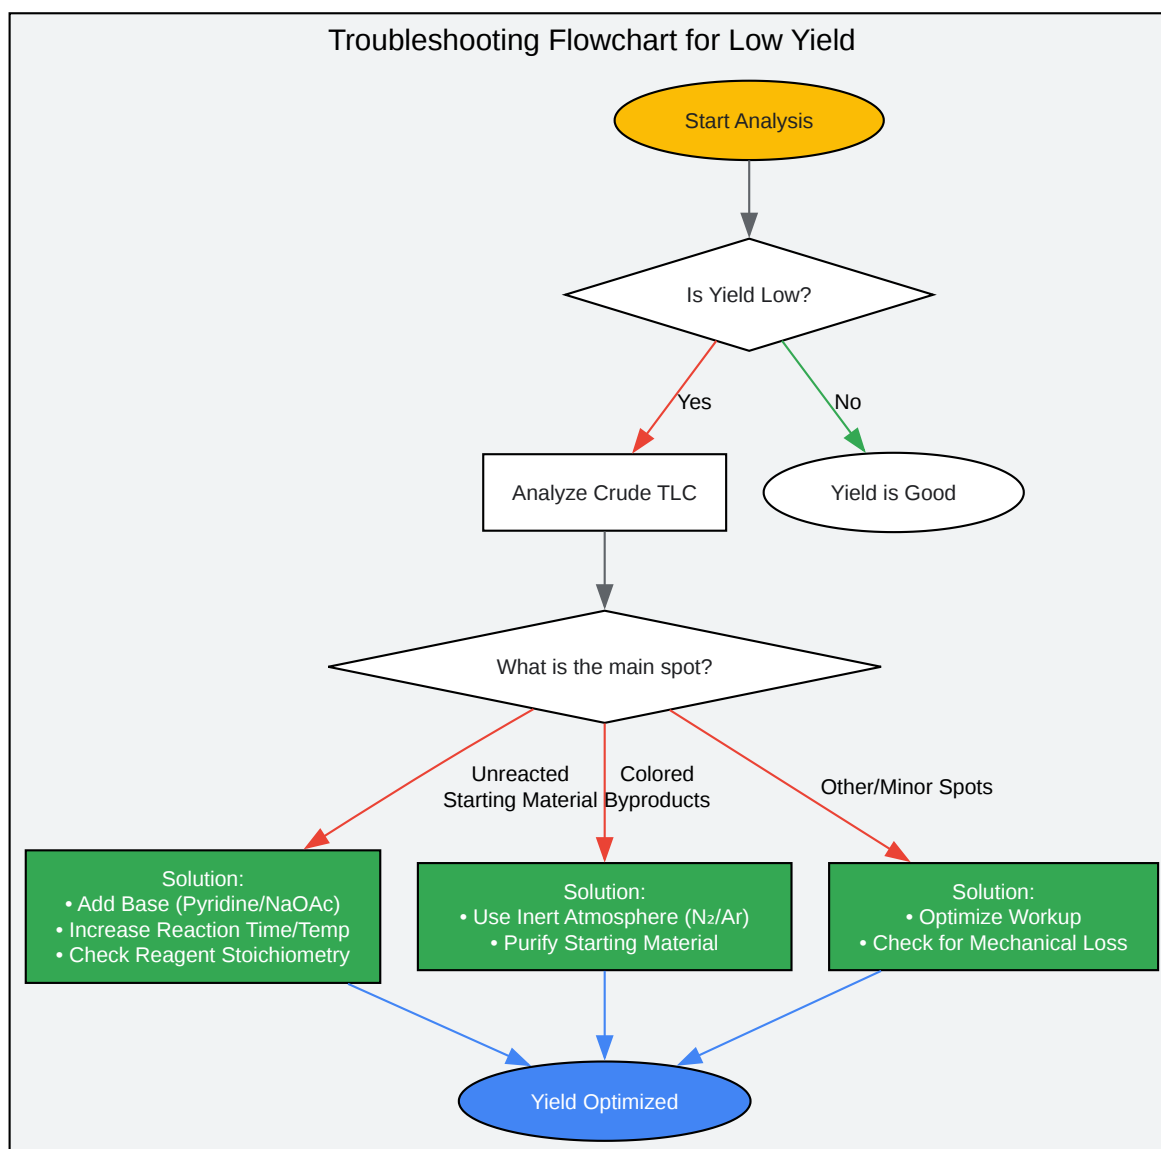 Troubleshooting Flowchart for Low Yield
Start Analysis
Is Yield Low?
Yes
No
Analyze Crude TLC
Yield is Good
What is the main spot?
Unreacted
Starting Material
Colored
Byproducts
Other/Minor Spots
Solution:
• Add Base (Pyridine/NaOAc)
• Increase Reaction Time/Temp
• Check Reagent Stoichiometry
Solution:
• Use Inert Atmosphere (N₂/Ar)
• Purify Starting Material
Solution:
• Optimize Workup
• Check for Mechanical Loss
Yield Optimized